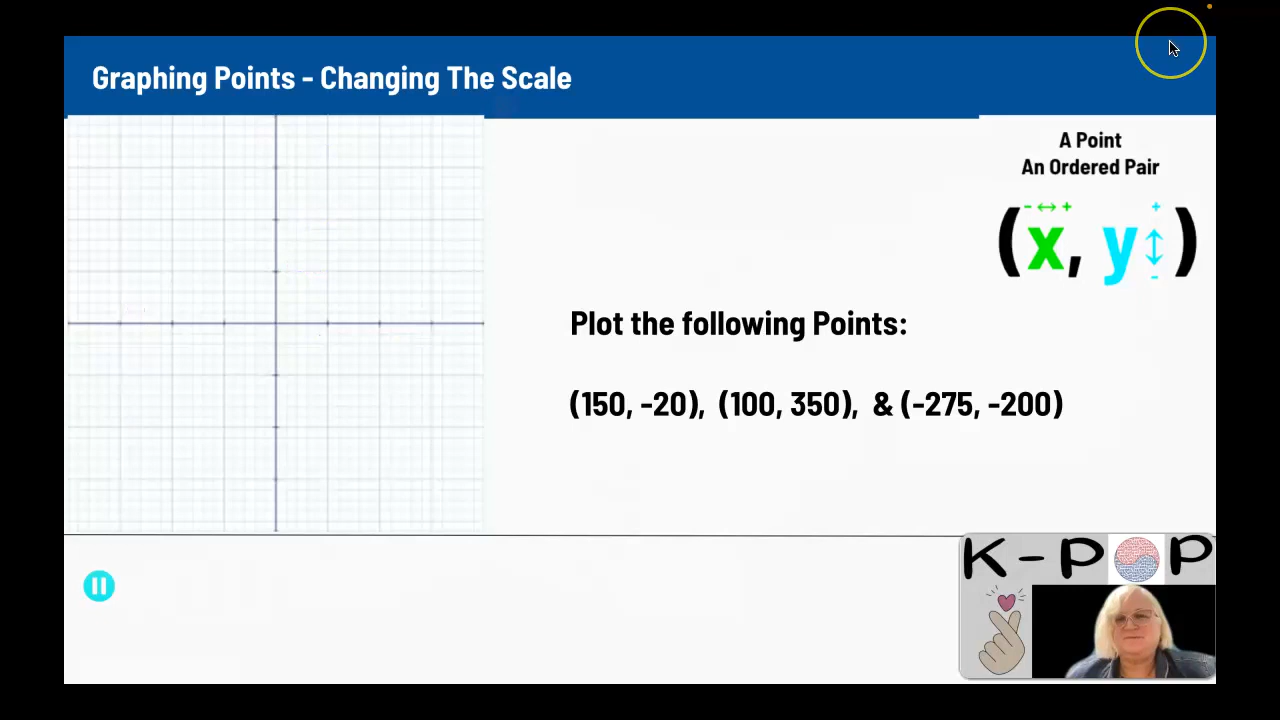 Graphing Points - Changing The Scale
A Point
An Ordered Pair
(x, y)
Plot the following Points:
(150, -20), (100, 350), & (-275, -200)
K-POP